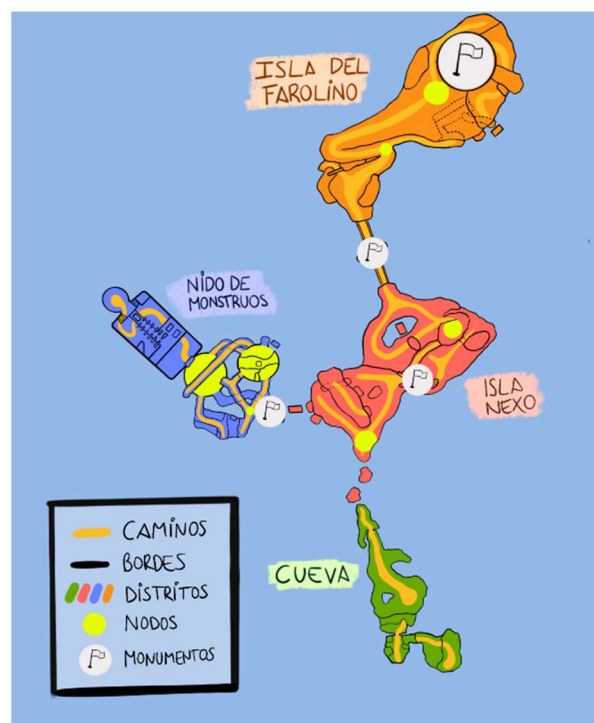 ISLA DEL
FAROLINO
NIDO DE
MONSTRUOS
ISLA
NEXO
CUEVA
CAMINOS
BORDES
DISTRITOS
NODOS
MONUMENTOS